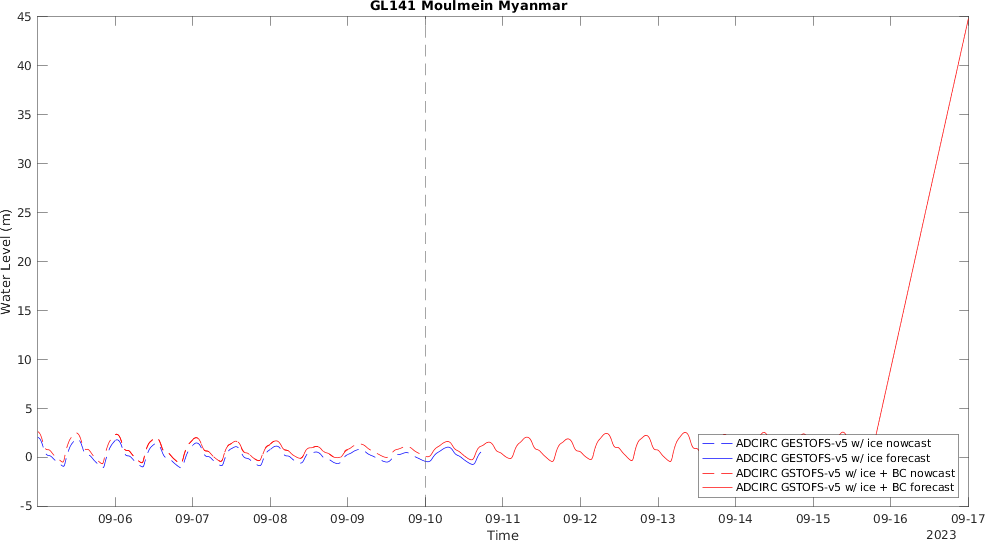 GL141 Moulmein Myanmar
Water Level (m)
45
40
35
30
25
20
15
10
5
0
-5
ADCIRC GESTOFS-v5 w/ ice nowcast
ADCIRC GESTOFS-v5 w/ ice forecast
ADCIRC GSTOFS-v5 w/ ice + BC nowcast
ADCIRC GSTOFS-v5 w/ ice + BC forecast
09-06 09-07 09-08 09-09 09-10 09-11 09-12 09-13 09-14 09-15 09-16 09-17
Time
2023